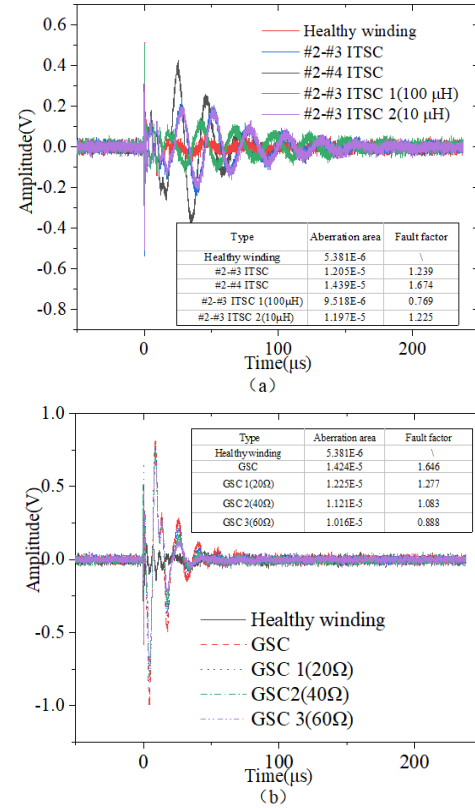 0.6
0.4
0.2
0.0
-0.2
-0.4
-0.6
-0.8
Amplitude(V)
Healthy winding
#2-#3 ITSC
#2-#4 ITSC
#2-#3 ITSC 1(100 μH)
#2-#3 ITSC 2(10 μH)
Type Aberration area Fault factor
Healthy winding 5.381E-6 \
#2-#3 ITSC 1.205E-5 1.239
#2-#4 ITSC 1.439E-5 1.674
#2-#3 ITSC 1(100μH) 9.518E-6 0.769
#2-#3 ITSC 2(10μH) 1.197E-5 1.225
0 100 200
Time(μs)
（a）
1.0
0.5
0.0
-0.5
-1.0
Amplitude(V)
Type Aberration area Fault factor
Healthy winding 5.381E-6 \
GSC 1.424E-5 1.646
GSC 1(20Ω) 1.225E-5 1.277
GSC 2(40Ω) 1.121E-5 1.083
GSC 3(60Ω) 1.016E-5 0.888
Healthy winding
GSC
GSC 1(20Ω)
GSC2(40Ω)
GSC 3(60Ω)
0 100 200
Time(μs)
（b）